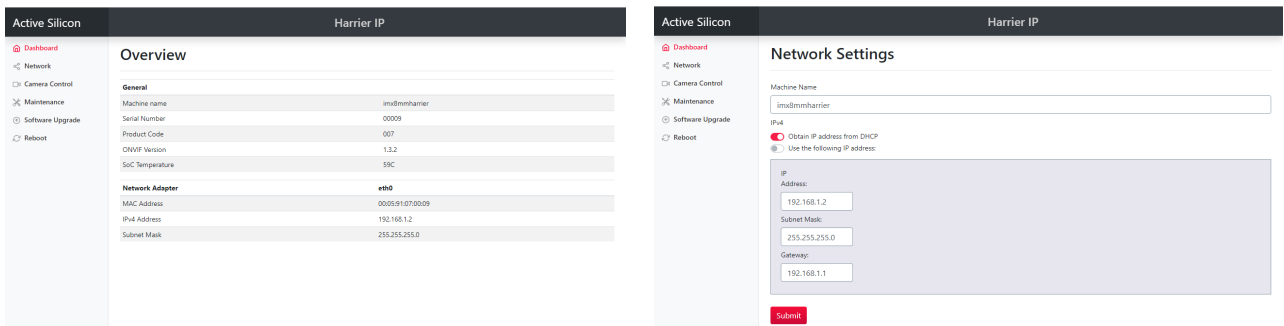 Active Silicon
Harrier IP
Dashboard
Network
Camera Control
Maintenance
Software Upgrade
Reboot
Overview
General
Machine name imx8mmharrier
Serial Number 00009
Product Code 007
ONVIF Version 1.3.2
SoC Temperature 59C
Network Adapter eth0
MAC Address 00:05:91:07:00:09
IPv4 Address 192.168.1.2
Subnet Mask 255.255.255.0
Active Silicon
Harrier IP
Dashboard
Network
Camera Control
Maintenance
Software Upgrade
Reboot
Network Settings
Machine Name
imx8mmharrier
IPv4
Obtain IP address from DHCP
Use the following IP address:
IP
Address:
192.168.1.2
Subnet Mask:
255.255.255.0
Gateway:
192.168.1.1
Submit